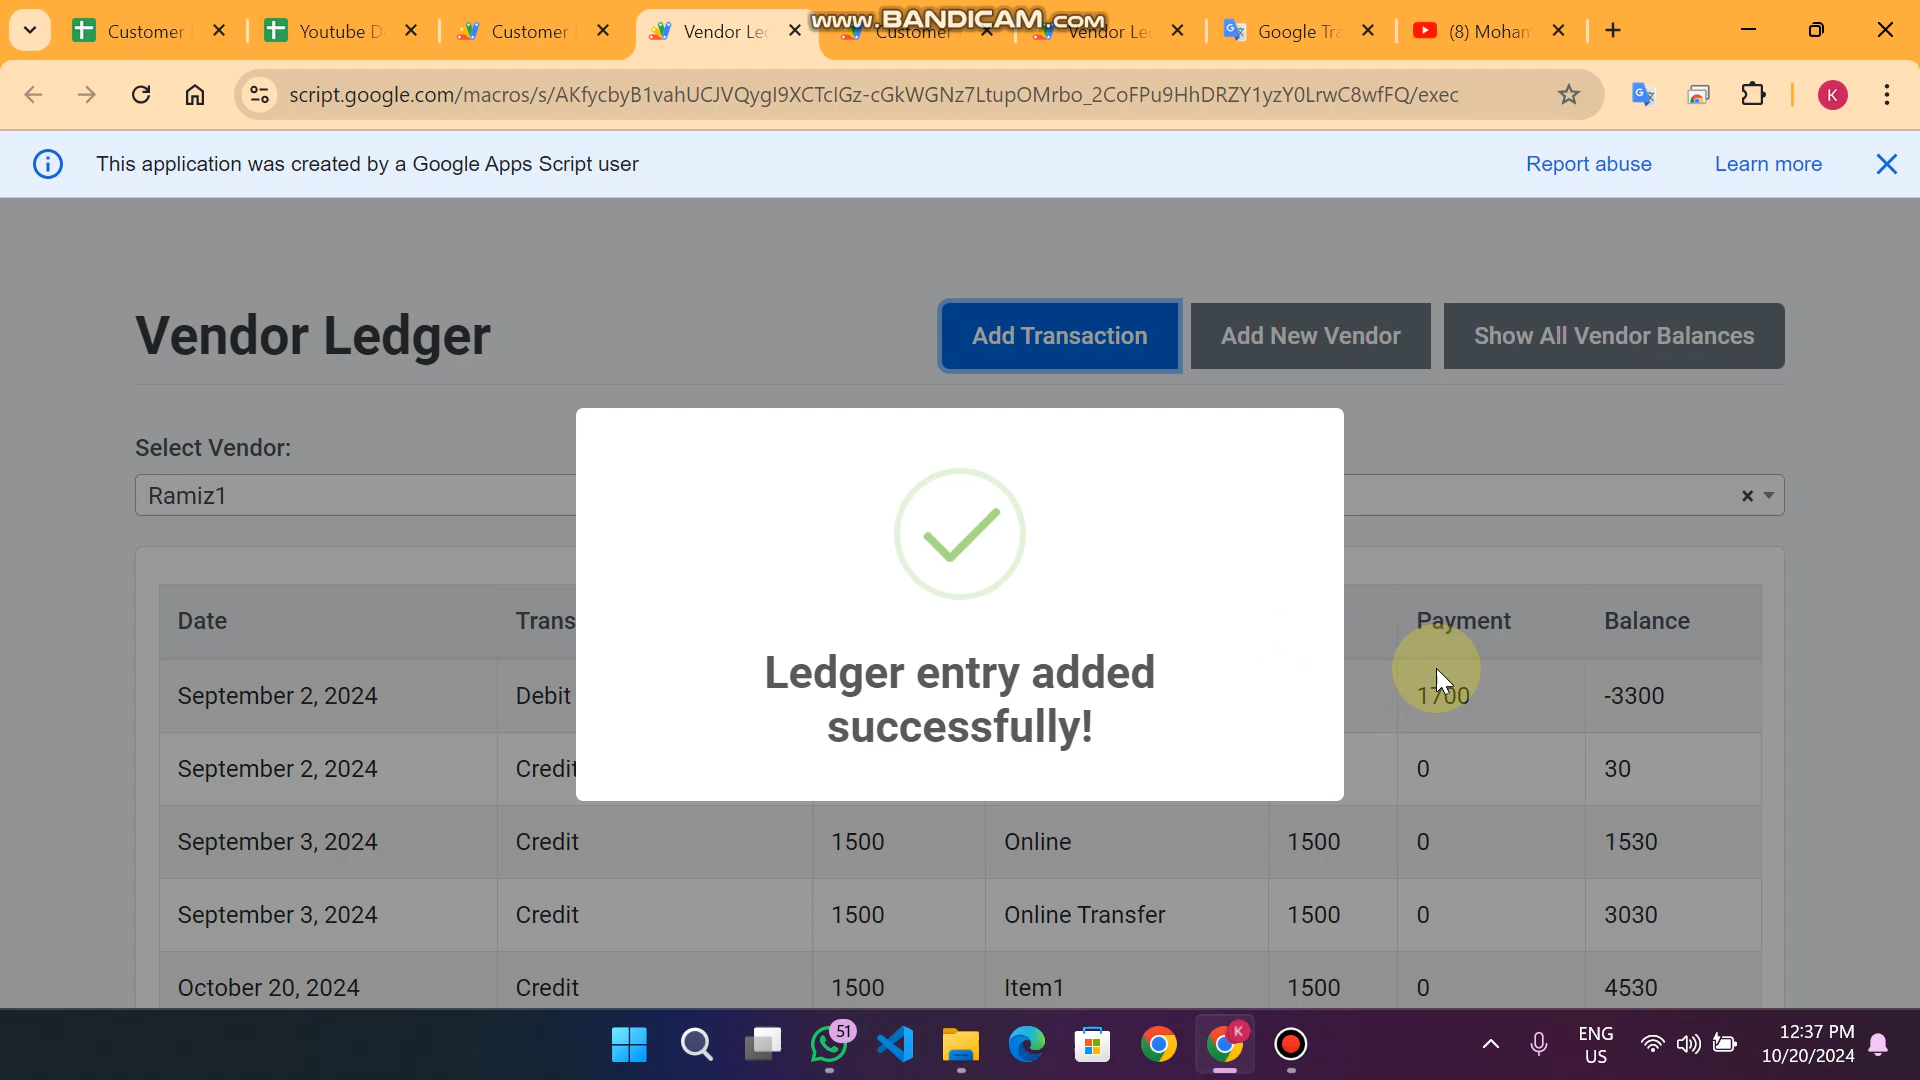 Customer
Youtube D
Customer
Vendor Led
Customer
Vendor Le
Google Tra
(8) Moham
www.BANDICAM.com
script.google.com/macros/s/AKfycbyB1vahUCJVQygI9XCTcIGz-cGkWGNz7LtupOMrbo_2CoFPu9HhDRZY1yzY0LrwC8wfFQ/exec
K
This application was created by a Google Apps Script user
Report abuse
Learn more
Vendor Ledger
Add Transaction
Add New Vendor
Show All Vendor Balances
Select Vendor:
Ramiz1
Date
Trans
Payment
Balance
September 2, 2024
Debit
1700
-3300
September 2, 2024
Credit
0
30
September 3, 2024
Credit
1500
Online
1500
0
1530
September 3, 2024
Credit
1500
Online Transfer
1500
0
3030
October 20, 2024
Credit
1500
Item1
1500
0
4530
Ledger entry added
successfully!
51
K
ENG
US
12:37 PM
10/20/2024